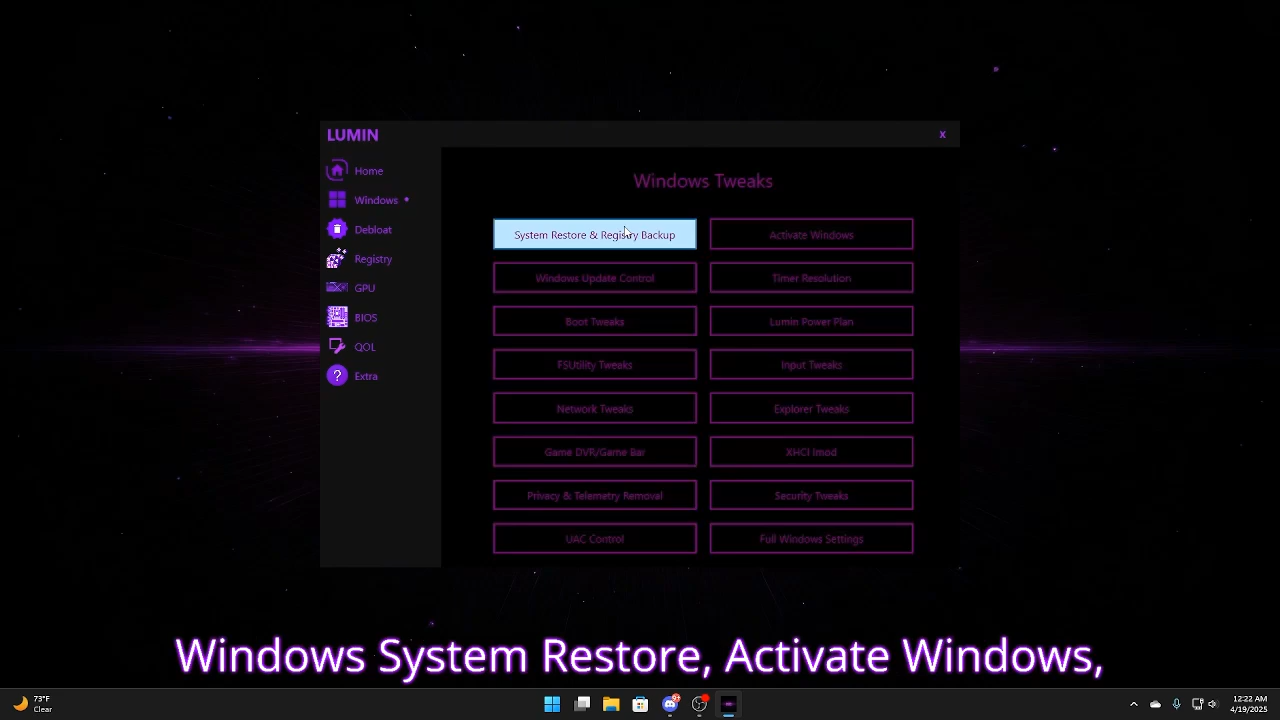 LUMIN
x
Home
Windows
Debloat
Registry
GPU
BIOS
QOL
Extra
Windows Tweaks
System Restore & Registry Backup
Activate Windows
Windows Update Control
Timer Resolution
Boot Tweaks
Lumin Power Plan
FSUtility Tweaks
Input Tweaks
Network Tweaks
Explorer Tweaks
Game DVR/Game Bar
XHCI Imod
Privacy & Telemetry Removal
Security Tweaks
UAC Control
Full Windows Settings
Windows System Restore, Activate Windows,
73°F
Clear
12:22 AM
4/19/2025